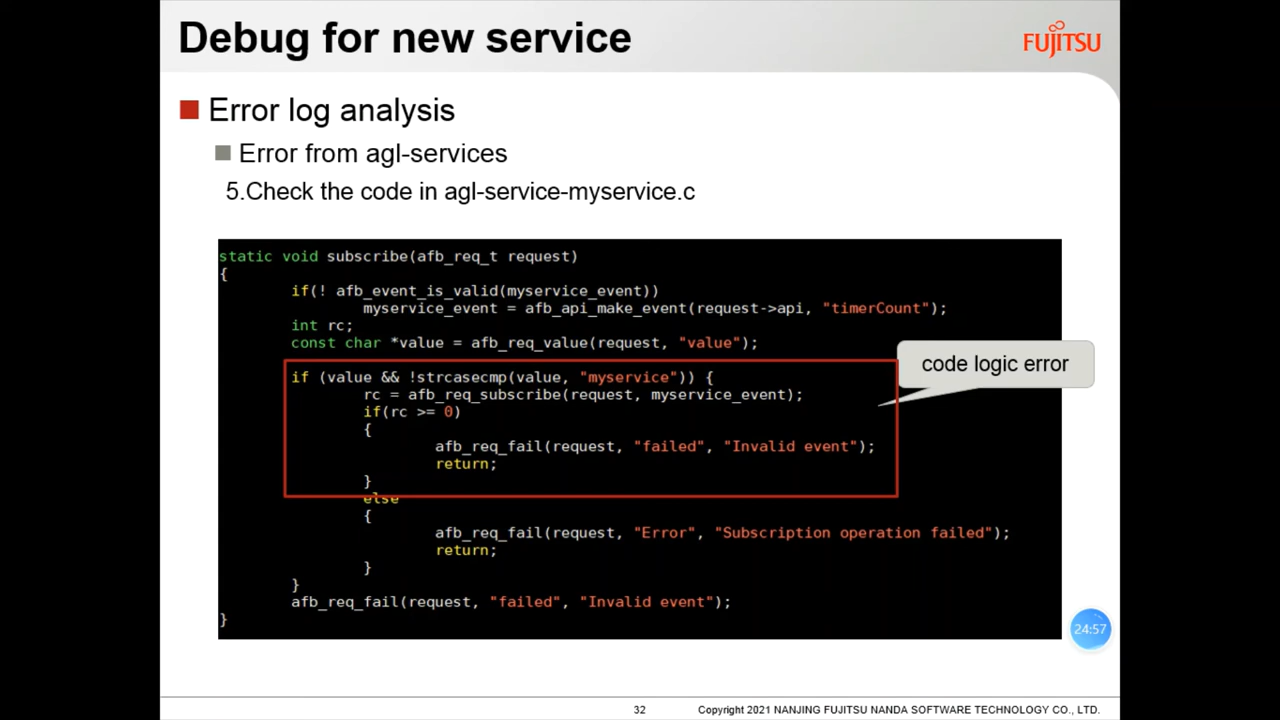 Debug for new service
FUJITSU
Error log analysis
Error from agl-services
5.Check the code in agl-service-myservice.c
static void subscribe(afb_req_t request)
{
if(! afb_event_is_valid(myservice_event))
myservice_event = afb_api_make_event(request->api, "timerCount");
int rc;
const char *value = afb_req_value(request, "value");
code logic error
if (value && !strcasecmp(value, "myservice")) {
rc = afb_req_subscribe(request, myservice_event);
if(rc >= 0)
{
afb_req_fail(request, "failed", "Invalid event");
return;
}
else
{
afb_req_fail(request, "Error", "Subscription operation failed");
return;
}
}
afb_req_fail(request, "failed", "Invalid event");
}
24:57
32
Copyright 2021 NANJING FUJITSU NANDA SOFTWARE TECHNOLOGY CO., LTD.